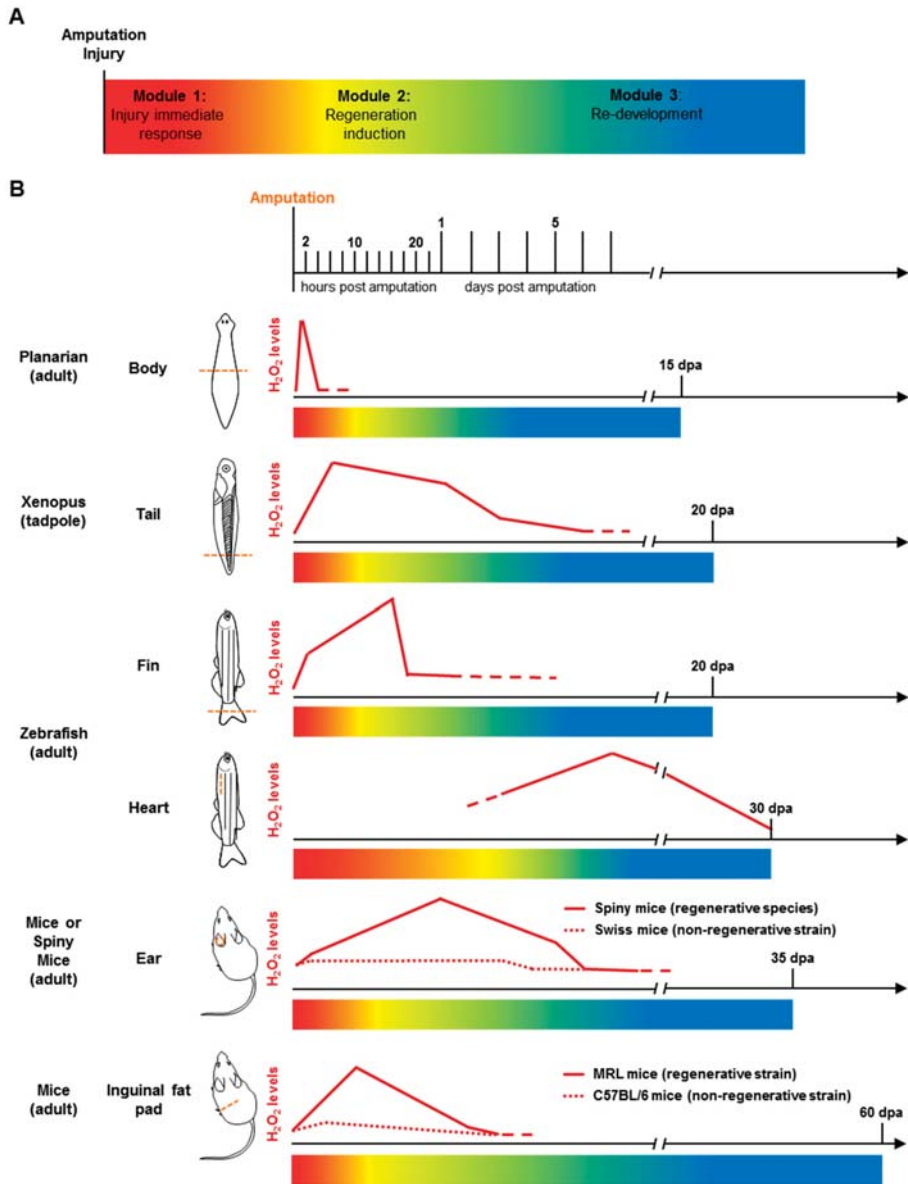 A
Amputation
Injury
Module 1:
Injury immediate
response
Module 2:
Regeneration
induction
Module 3:
Re-development
B
Amputation
2
10
20
1
5
hours post amputation
days post amputation
Planarian
(adult)
Body
H₂O₂ levels
15 dpa
Xenopus
(tadpole)
Tail
H₂O₂ levels
20 dpa
Zebrafish
(adult)
Fin
H₂O₂ levels
20 dpa
Heart
H₂O₂ levels
30 dpa
Mice or
Spiny
Mice
(adult)
Ear
H₂O₂ levels
Spiny mice (regenerative species)
Swiss mice (non-regenerative strain)
35 dpa
Mice
(adult)
Inguinal fat
pad
H₂O₂ levels
MRL mice (regenerative strain)
C57BL/6 mice (non-regenerative strain)
60 dpa